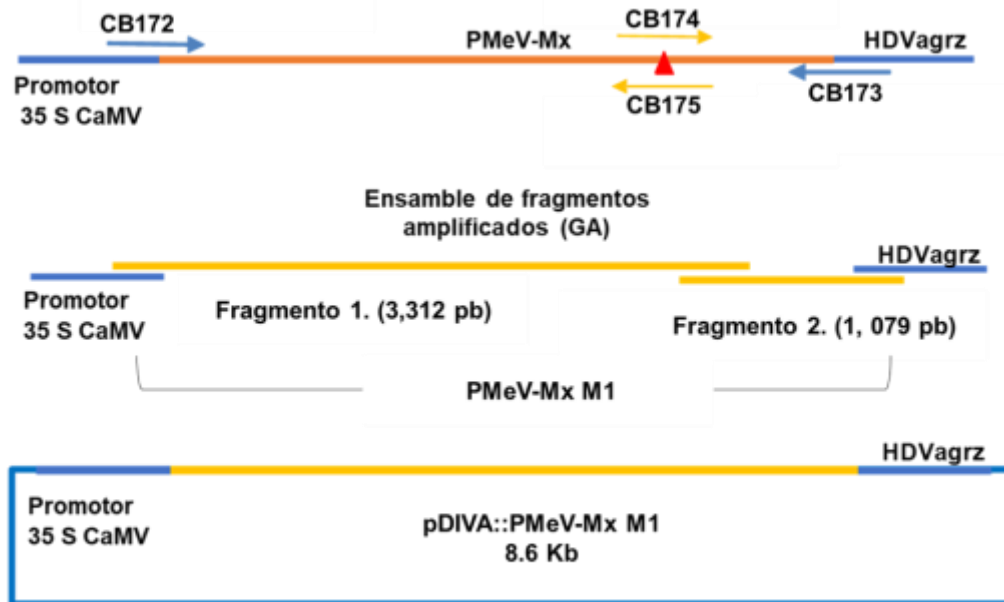 CB172
CB174
PMeV-Mx
HDVagrz
Promotor
35 S CaMV
CB175
CB173
Ensamble de fragmentos
amplificados (GA)
HDVagrz
Promotor
35 S CaMV
Fragmento 1. (3,312 pb)
Fragmento 2. (1, 079 pb)
PMeV-Mx M1
HDVagrz
Promotor
35 S CaMV
pDIVA::PMeV-Mx M1
8.6 Kb